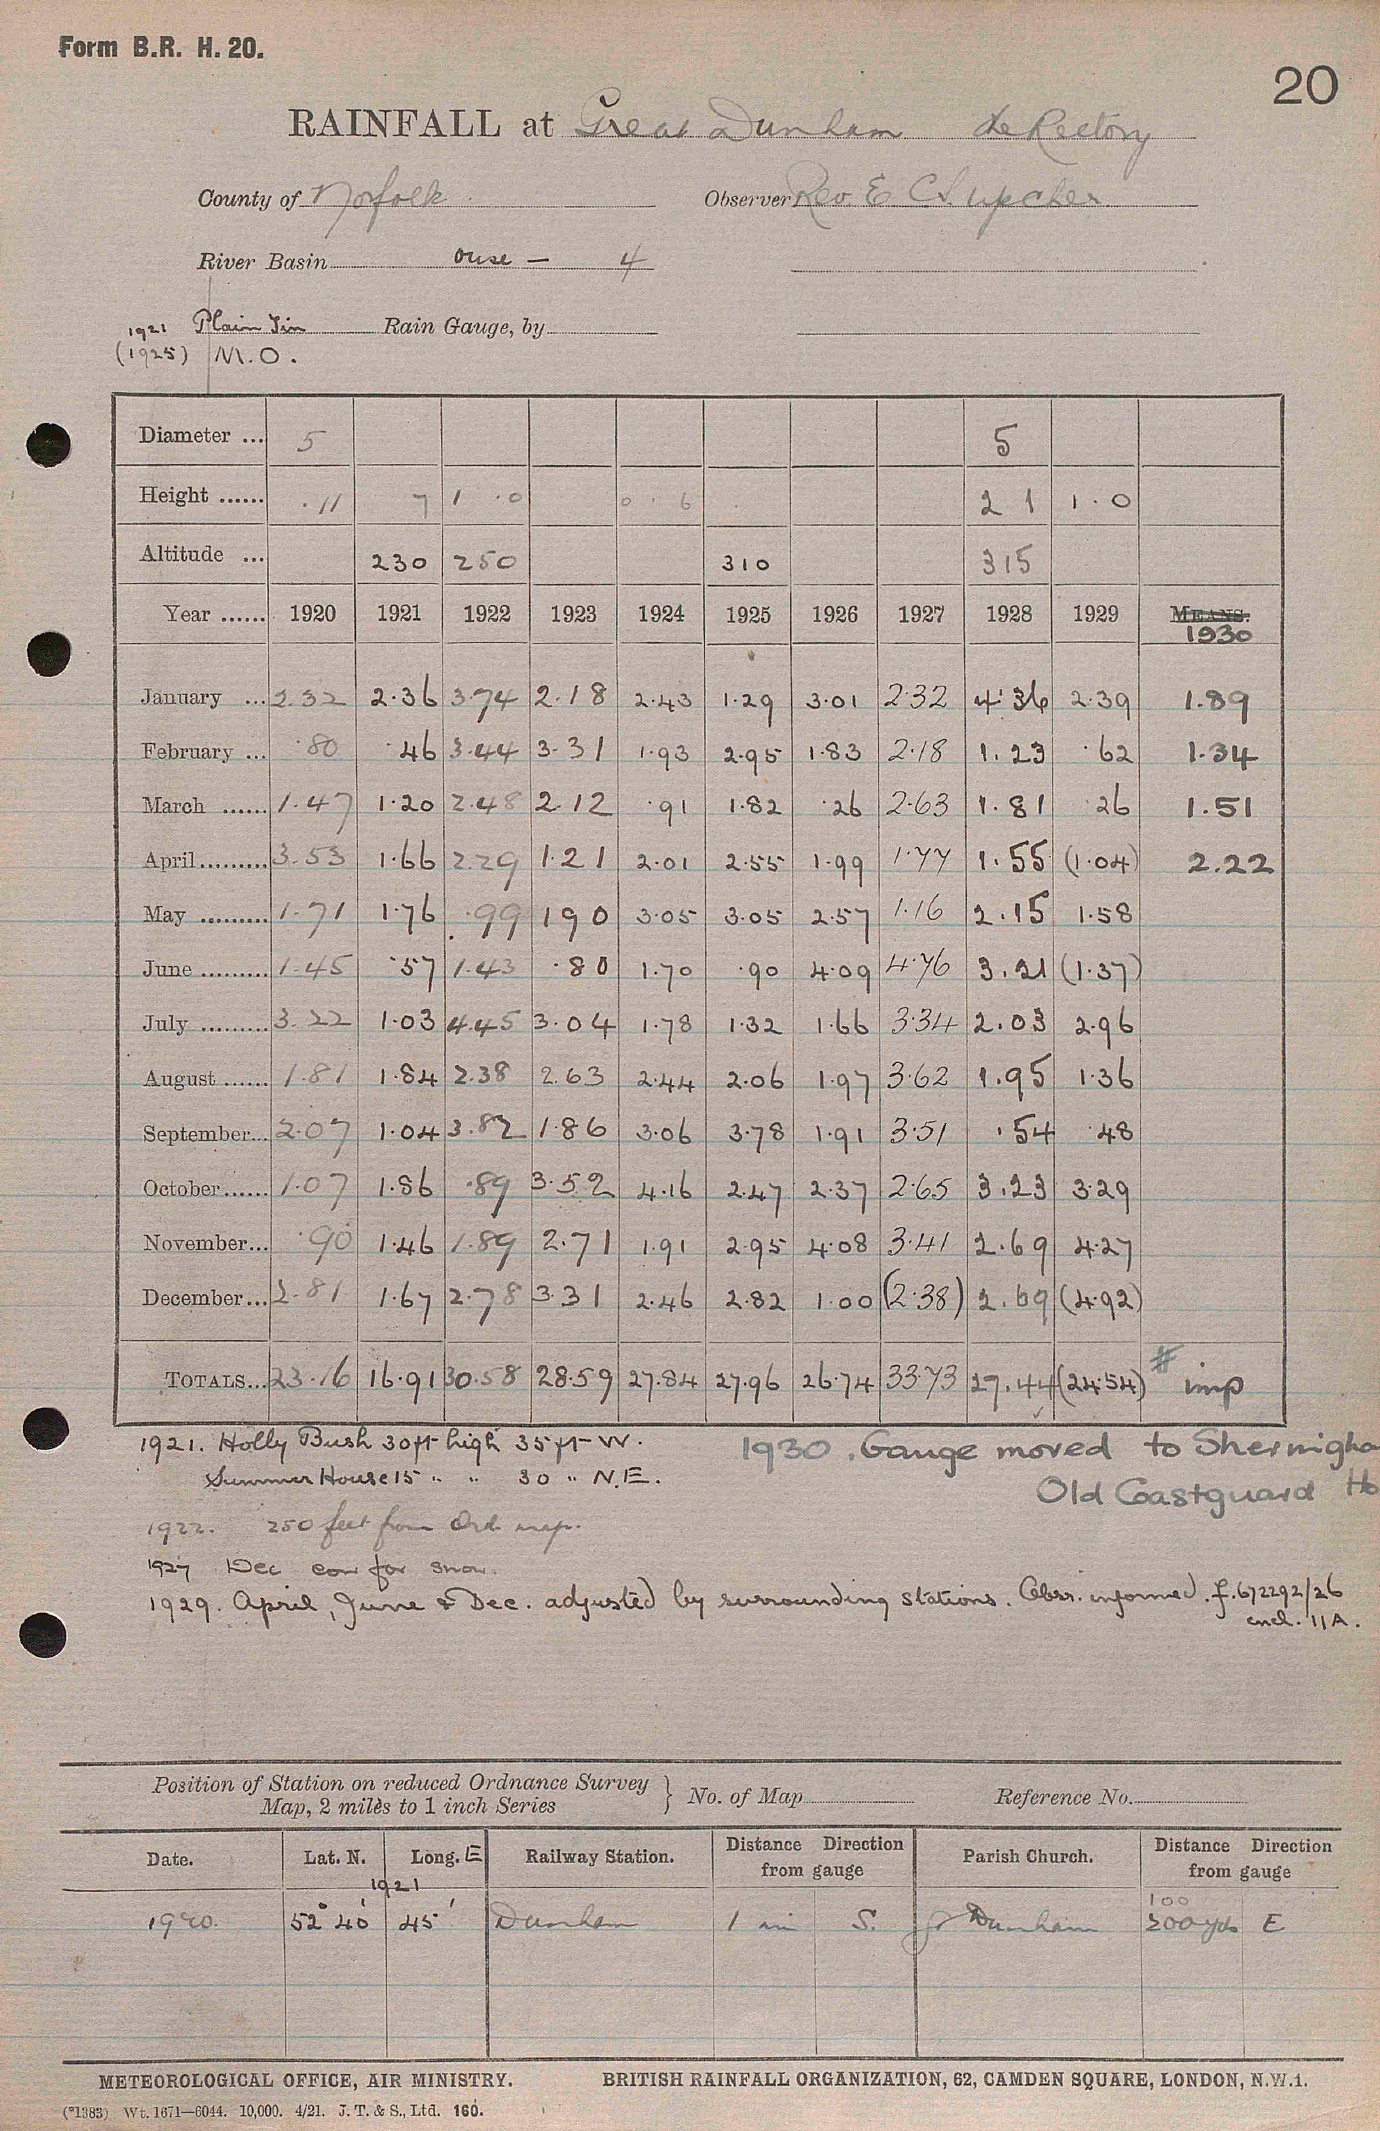 Form B.R. H. 20.
20
RAINFALL at Great Dunham The Rectory
County of Norfolk Observer Rev. E C S. Upcher
River Basin Ouse — 4
1921 Plain Tin Rain Gauge, by
(1925) M.O.
Diameter ... 5 5
Height ...... .11 7 1 .0 0 . 6 2 1 1 . 0
Altitude ... 230 250 310 315
Year ...... 1920 1921 1922 1923 1924 1925 1926 1927 1928 1929 MEANS.
1930
January ... 2.32 2.36 3.74 2.18 2.43 1.29 3.01 2.32 4.36 2.39 1.89
February ... .80 .46 3.44 3.31 1.93 2.95 1.83 2.18 1.23 .62 1.34
March ...... 1.47 1.20 2.48 2.12 .91 1.82 .26 2.63 1.81 .26 1.51
April ......... 3.53 1.66 2.29 1.21 2.01 2.55 1.99 1.77 1.55 (1.04) 2.22
May ......... 1.71 1.76 .99 190 3.05 3.05 2.57 1.16 2.15 1.58
June ......... 1.45 .57 1.43 .80 1.70 .90 4.09 4.76 3.21 (1.37)
July ......... 3.22 1.03 4.45 3.04 1.78 1.32 1.66 3.34 2.03 2.96
August ...... 1.81 1.84 2.38 2.63 2.44 2.06 1.97 3.62 1.95 1.36
September... 2.07 1.04 3.82 1.86 3.06 3.78 1.91 3.51 .54 .48
October...... 1.07 1.86 .89 3.52 4.16 2.47 2.37 2.65 3.23 3.29
November... .90 1.46 1.89 2.71 1.91 2.95 4.08 3.41 2.69 4.27
December... 2.81 1.67 2.78 3.31 2.46 2.82 1.00 (2.38) 2.69 (4.92)
TOTALS... 23.16 16.91 30.58 28.59 27.84 27.96 26.74 33.73 27.44 (24.54) # imp
1921. Holly Bush 30ft high 35ft W.
Summer House 15 " " 30 " N.E.
1930. Gauge moved to Sherringha
Old Coastguard Ho
1922. 250 feet from Ord. map.
1927 Dec corr for snow.
1929. April, June & Dec. adjusted by surrounding stations. Obsr. informed. f.672292/26
encl. 11A.
Position of Station on reduced Ordnance Survey
Map, 2 miles to 1 inch Series } No. of Map Reference No.
Date. Lat. N. Long. E Railway Station. Distance Direction from gauge Parish Church. Distance Direction from gauge
1921
1920. 52° 40' 45' Dunham 1 mi S. Gt Dunham 100 200 yds E
METEOROLOGICAL OFFICE, AIR MINISTRY. BRITISH RAINFALL ORGANIZATION, 62, CAMDEN SQUARE, LONDON, N.W.1.
(*1383) Wt. 1671—6044. 10,000. 4/21. J. T. & S., Ltd. 160.